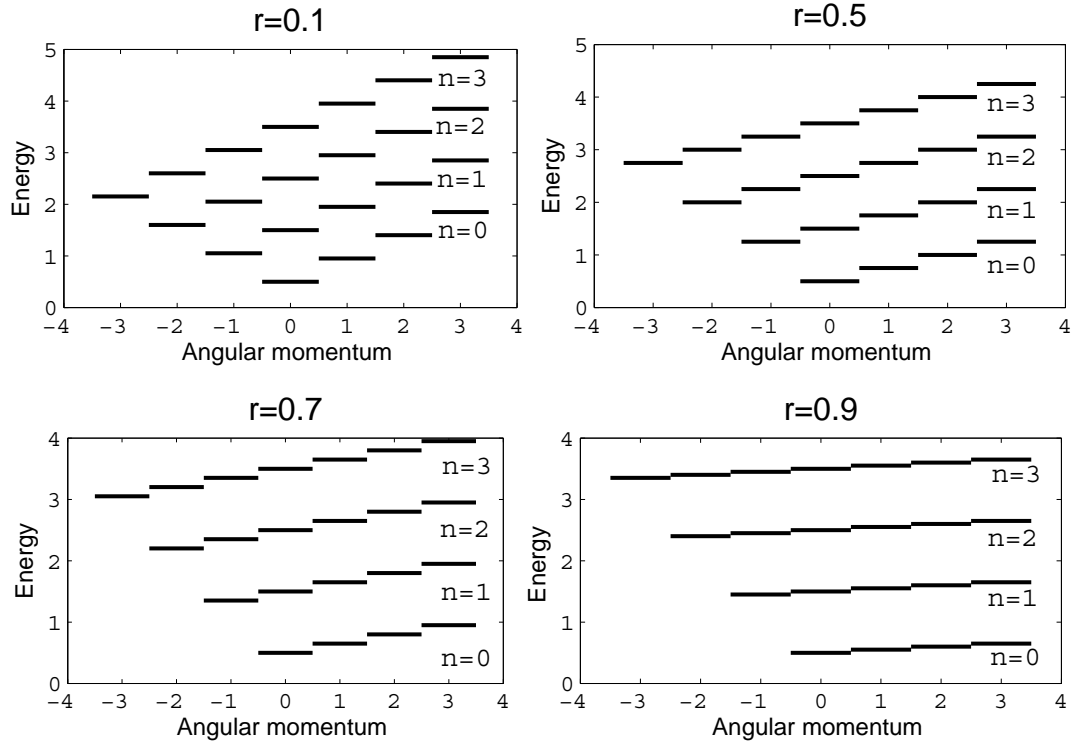 r=0.1
5
4
3
2
1
0
Energy
n=3
n=2
n=1
n=0
-4 -3 -2 -1 0 1 2 3 4
Angular momentum
r=0.5
5
4
3
2
1
0
Energy
n=3
n=2
n=1
n=0
-4 -3 -2 -1 0 1 2 3 4
Angular momentum
r=0.7
4
3
2
1
0
Energy
n=3
n=2
n=1
n=0
-4 -3 -2 -1 0 1 2 3 4
Angular momentum
r=0.9
4
3
2
1
0
Energy
n=3
n=2
n=1
n=0
-4 -3 -2 -1 0 1 2 3 4
Angular momentum